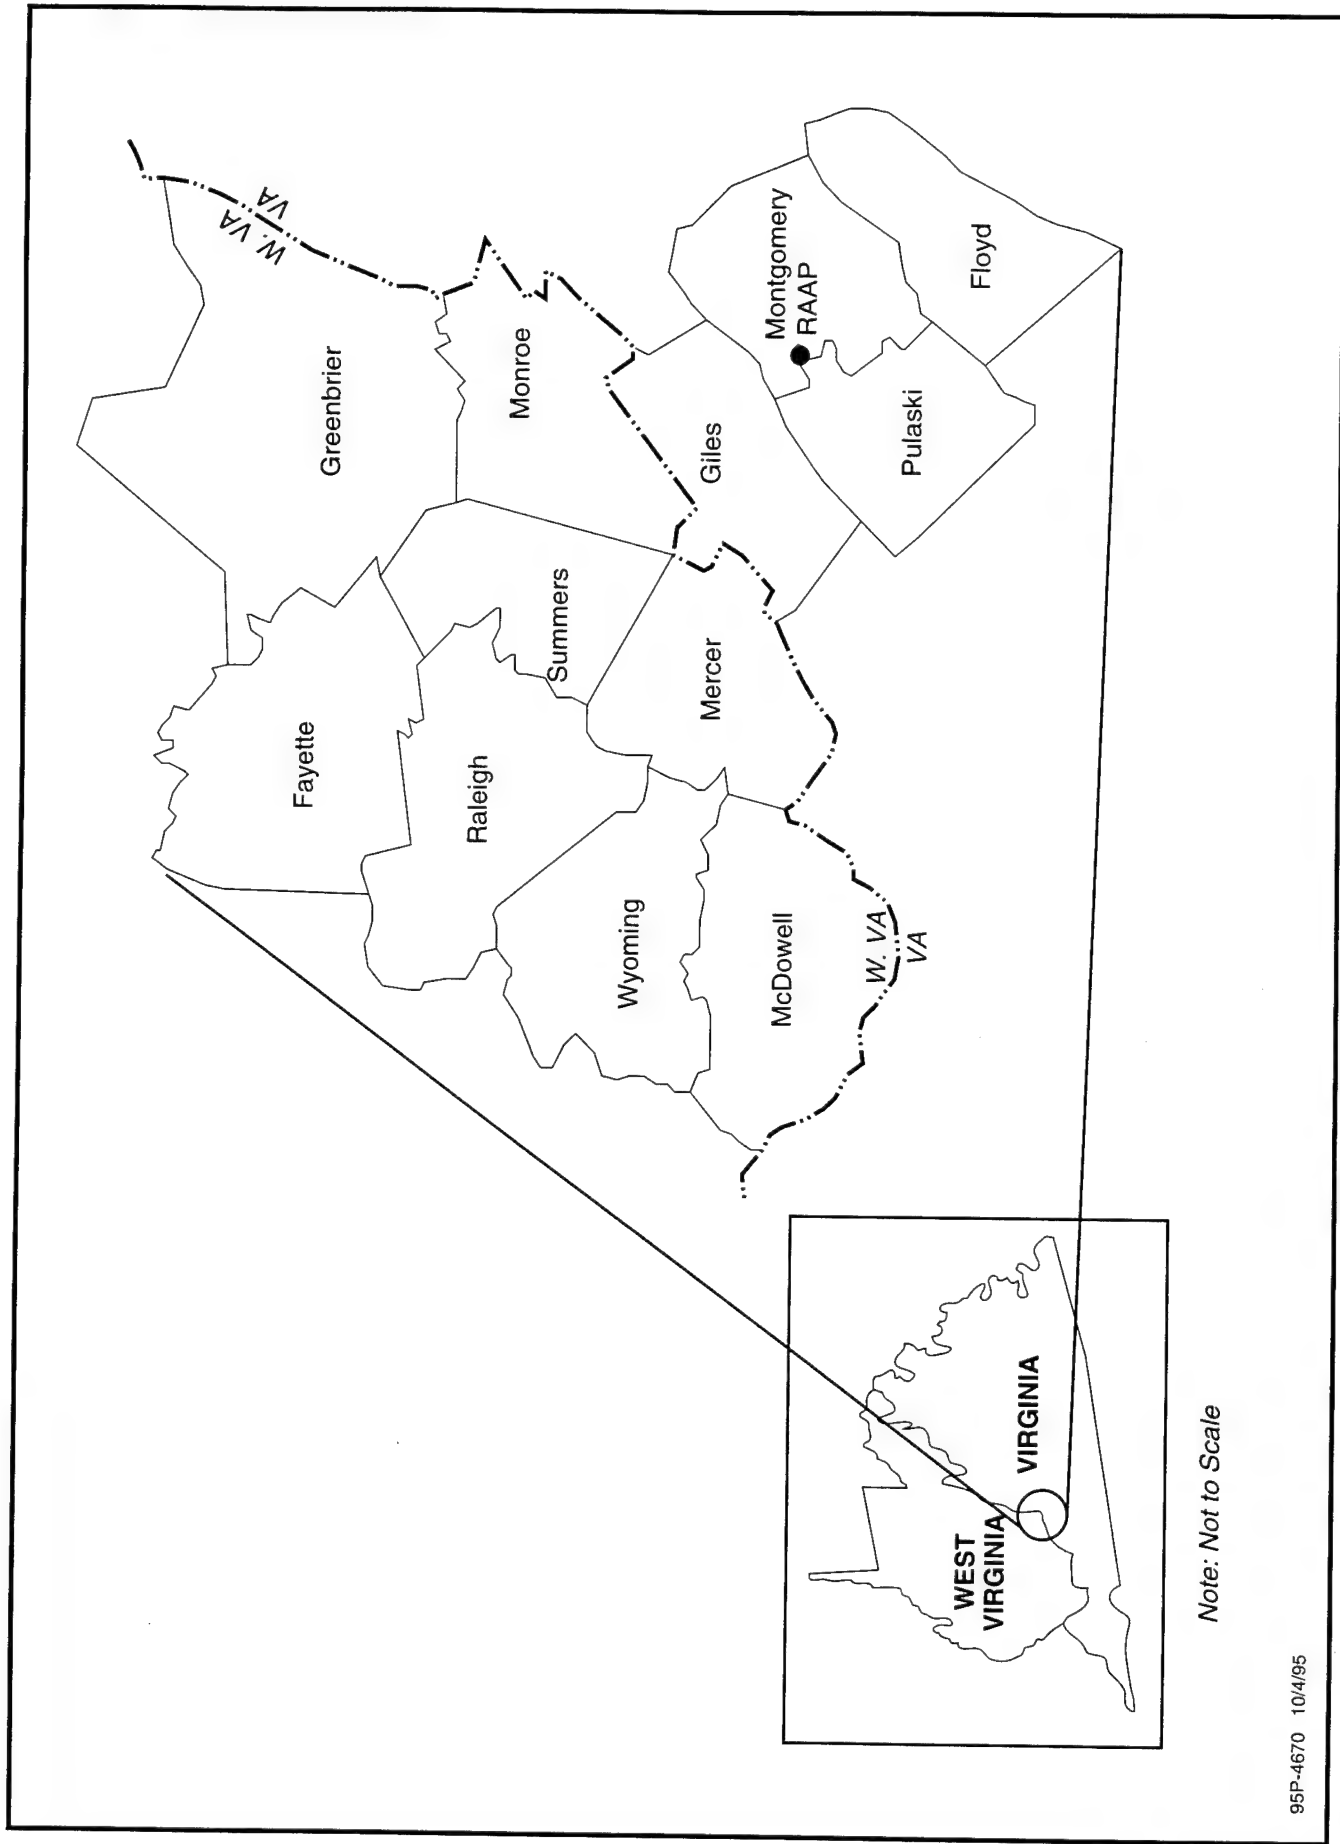 Greenbrier
W. VA
VA
Fayette
Monroe
Raleigh
Summers
Montgomery
RAAP
Giles
Mercer
Wyoming
Floyd
Pulaski
McDowell
W. VA
VA
WEST
VIRGINIA
VIRGINIA
Note: Not to Scale
95P-4670 10/4/95